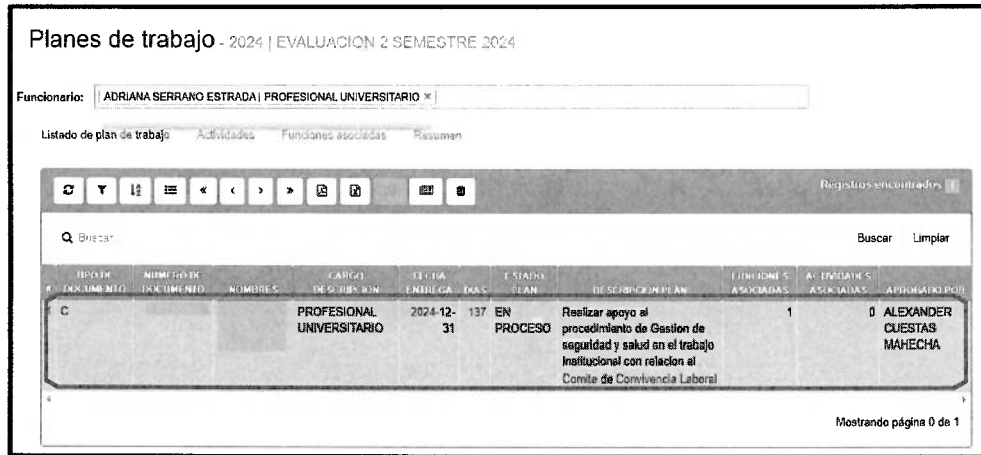 Planes de trabajo - 2024 | EVALUACION 2 SEMESTRE 2024
Funcionario: ADRIANA SERRANO ESTRADA | PROFESIONAL UNIVERSITARIO ×
Listado de plan de trabajo Actividades Funciones asociadas Resumen
Registros encontrados 1
Buscar Buscar Limpiar
TIPO DE NUMERO DE CARGO FECHA ESTADO FUNCIONES ACTIVIDADES
# DOCUMENTO DOCUMENTO NOMBRES DESCRIPCION ENTREGA DIAS PLAN DESCRIPCION PLAN ASOCIADAS ASOCIADAS APROBADO POR
1 C PROFESIONAL 2024-12- 137 EN Realizar apoyo al 1 0 ALEXANDER
UNIVERSITARIO 31 PROCESO procedimiento de Gestion de CUESTAS
seguridad y salud en el trabajo MAHECHA
Institucional con relacion al
Comite de Convivencia Laboral
Mostrando página 0 de 1